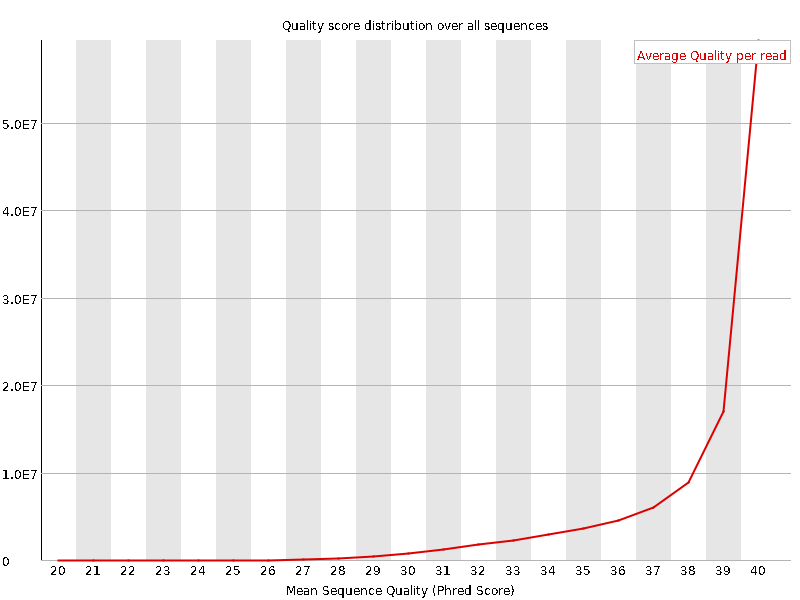 Quality score distribution over all sequences
Average Quality per read
5.0E7
4.0E7
3.0E7
2.0E7
1.0E7
0
20 21 22 23 24 25 26 27 28 29 30 31 32 33 34 35 36 37 38 39 40
Mean Sequence Quality (Phred Score)